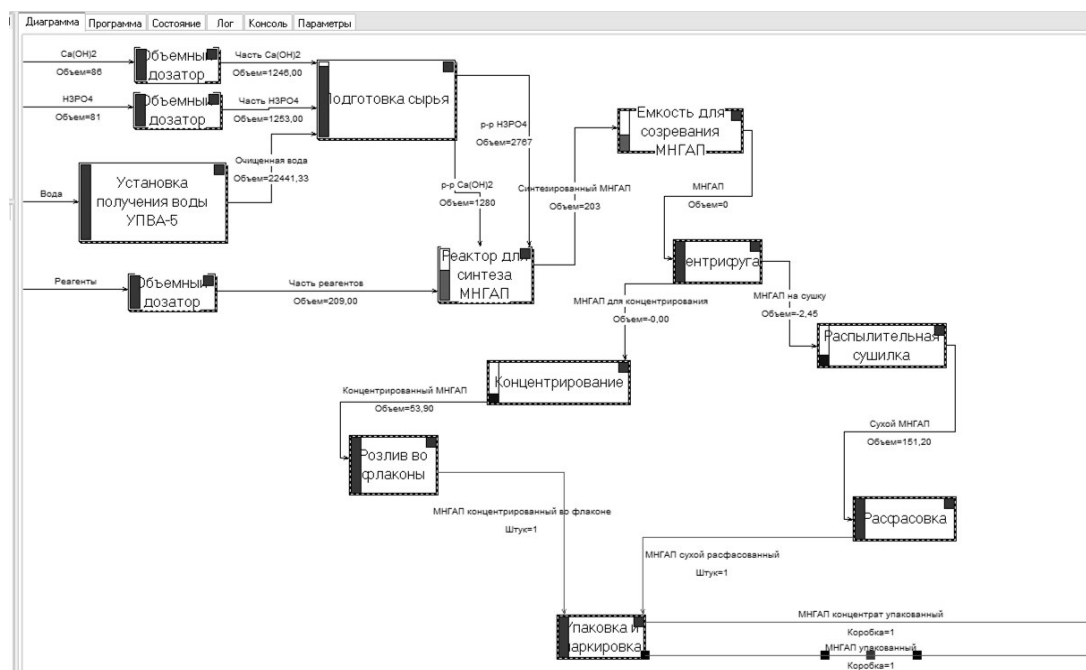 Диаграмма Программа Состояние Лог Консоль Параметры
Ca(OH)2
Объем=86
Объемный
дозатор
Часть Ca(OH)2
Объем=1246,00
H3PO4
Объем=81
Объемный
дозатор
Часть H3PO4
Объем=1253,00
Подготовка сырья
Вода
Установка
получения воды
УПВА-5
Очищенная вода
Объем=22441,33
р-р H3PO4
Объем=2767
р-р Ca(OH)2
Объем=1280
Емкость для
созревания
МНГАП
Синтезированный МНГАП
Объем=203
МНГАП
Объем=0
Реагенты
Объемный
дозатор
Часть реагентов
Объем=209,00
Реактор для
синтеза
МНГАП
Центрифуга
МНГАП для концентрирования
Объем=-0,00
МНГАП на сушку
Объем=-2,45
Распылительная
сушилка
Концентрирование
Концентрированный МНГАП
Объем=53,90
Сухой МНГАП
Объем=151,20
Розлив во
флаконы
МНГАП концентрированный во флаконе
Штук=1
Расфасовка
МНГАП сухой расфасованный
Штук=1
Упаковка и
маркировка
МНГАП концентрат упакованный
Коробка=1
МНГАП упакованный
Коробка=1